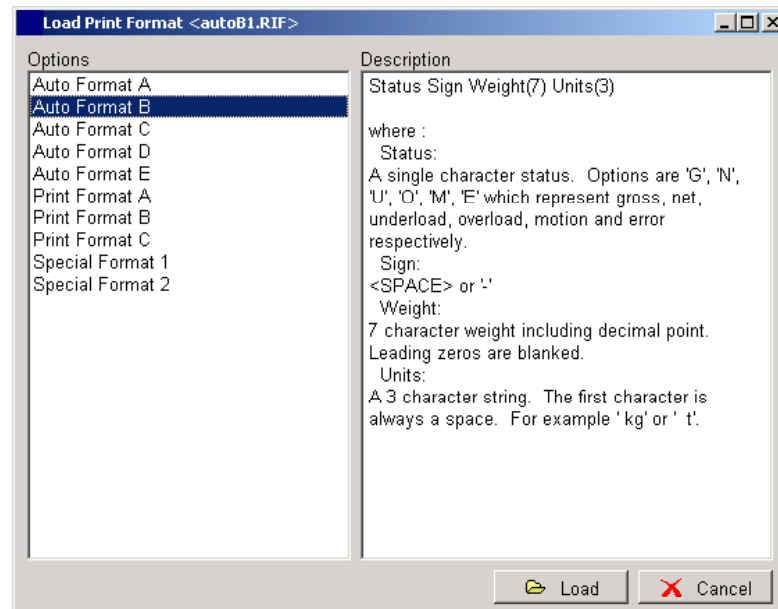 Load Print Format <autoB1.RIF>
Options
Auto Format A
Auto Format B
Auto Format C
Auto Format D
Auto Format E
Print Format A
Print Format B
Print Format C
Special Format 1
Special Format 2
Description
Status Sign Weight(7) Units(3)
where :
Status:
A single character status.  Options are 'G', 'N',
'U', 'O', 'M', 'E' which represent gross, net,
underload, overload, motion and error
respectively.
Sign:
<SPACE> or '-'
Weight:
7 character weight including decimal point.
Leading zeros are blanked.
Units:
A 3 character string.  The first character is
always a space.  For example ' kg' or '  t'.
Load
Cancel